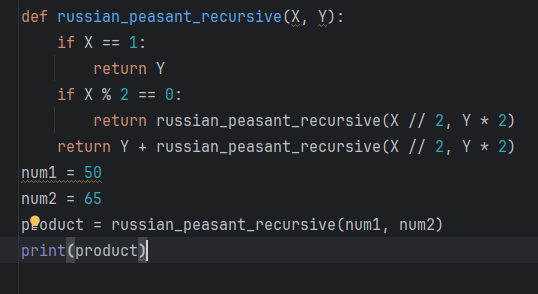 def russian_peasant_recursive(X, Y):
    if X == 1:
        return Y
    if X % 2 == 0:
        return russian_peasant_recursive(X // 2, Y * 2)
    return Y + russian_peasant_recursive(X // 2, Y * 2)
num1 = 50
num2 = 65
product = russian_peasant_recursive(num1, num2)
print(product)